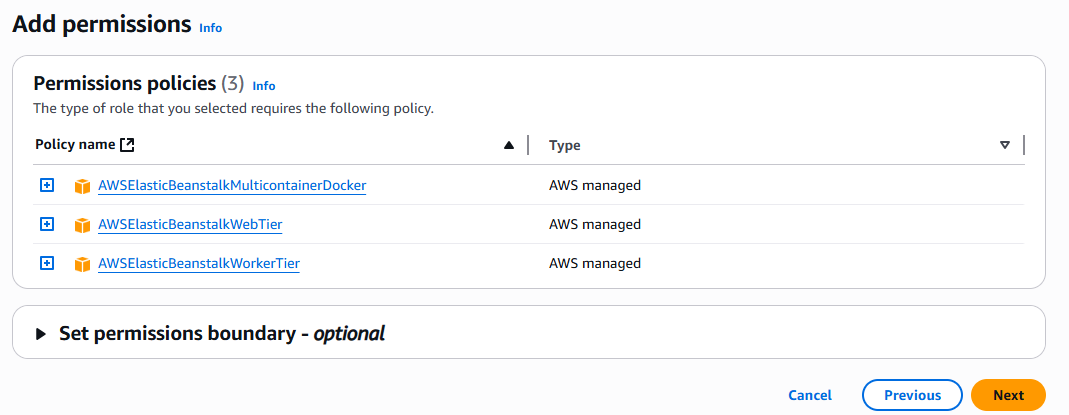 Add permissions Info
Permissions policies (3) Info
The type of role that you selected requires the following policy.
Policy name Type
AWSElasticBeanstalkMulticontainerDocker AWS managed
AWSElasticBeanstalkWebTier AWS managed
AWSElasticBeanstalkWorkerTier AWS managed
Set permissions boundary - optional
Cancel Previous Next